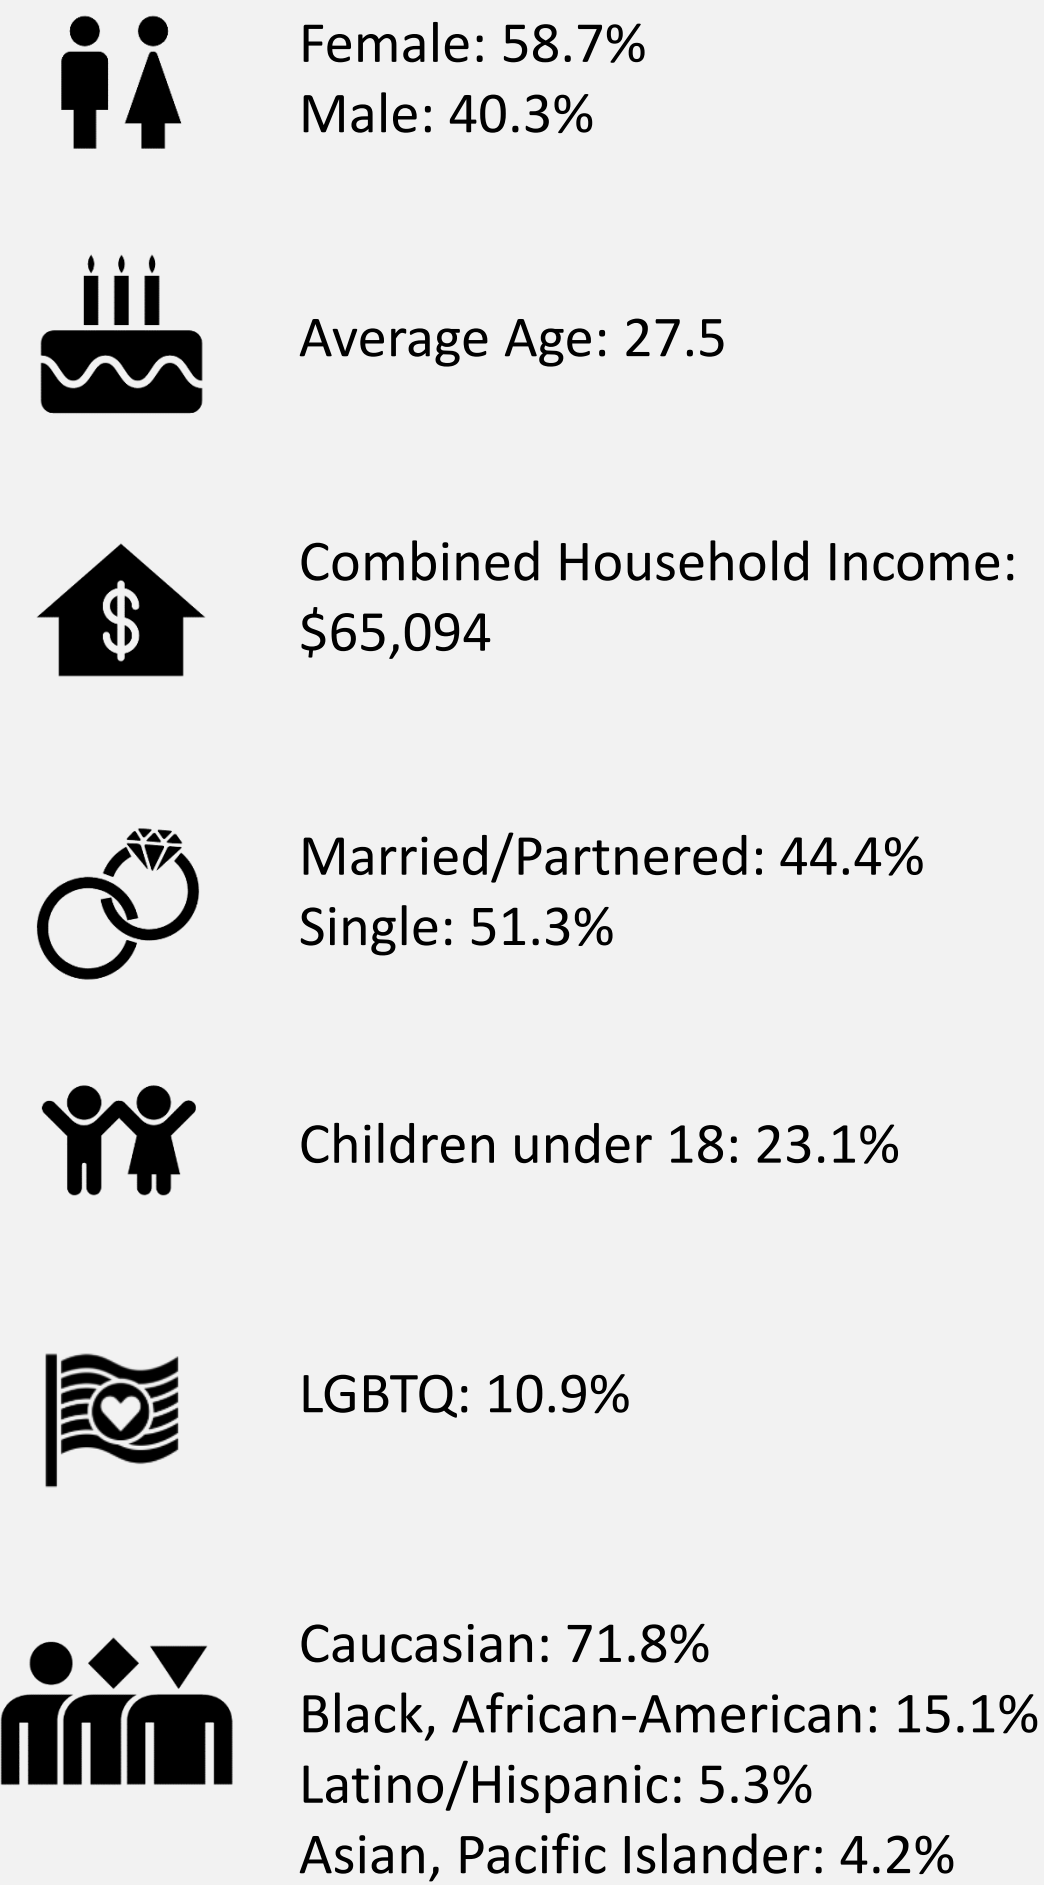 Female: 58.7%
Male: 40.3%
Average Age: 27.5
Combined Household Income:
$65,094
Married/Partnered: 44.4%
Single: 51.3%
Children under 18: 23.1%
LGBTQ: 10.9%
Caucasian: 71.8%
Black, African-American: 15.1%
Latino/Hispanic: 5.3%
Asian, Pacific Islander: 4.2%